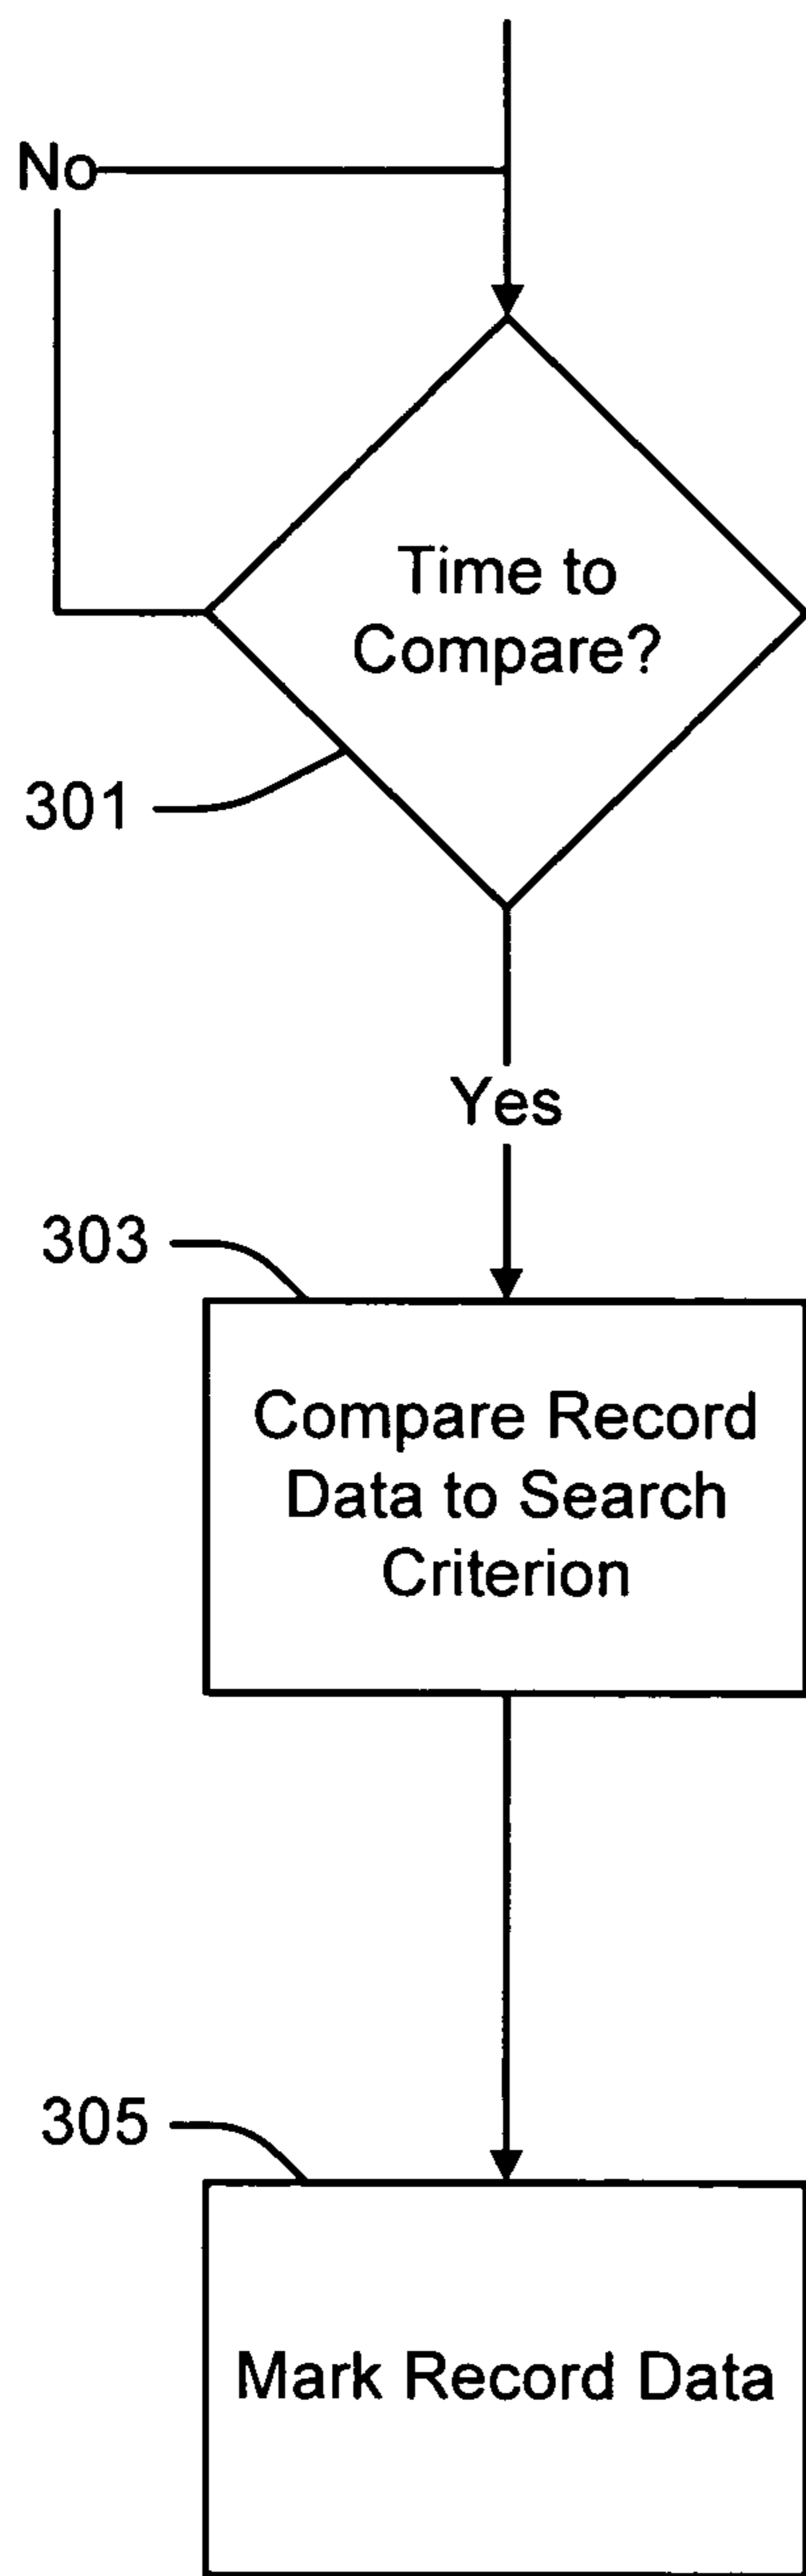 No
Time to
Compare?
301
Yes
303
Compare Record
Data to Search
Criterion
305
Mark Record Data